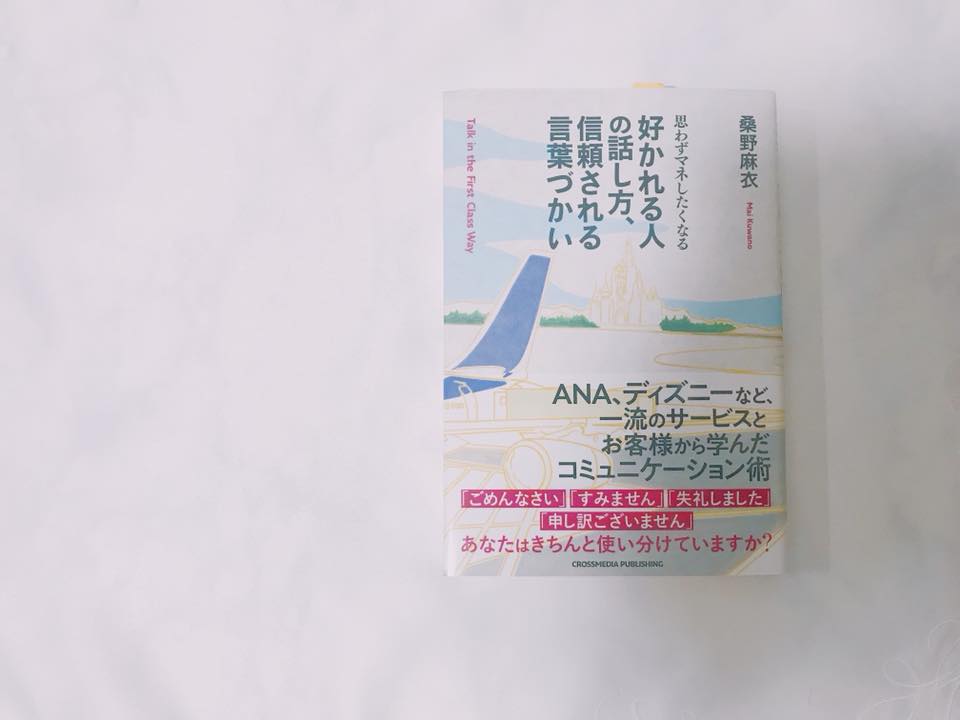 桑野麻衣
Mai Kuwano
思わずマネしたくなる
好かれる人
の話し方、
信頼される
言葉づかい
Talk in the First Class Way
ANA、ディズニーなど、
一流のサービスと
お客様から学んだ
コミュニケーション術
「ごめんなさい」「すみません」「失礼しました」
「申し訳ございません」
あなたはきちんと使い分けていますか?
CROSSMEDIA PUBLISHING